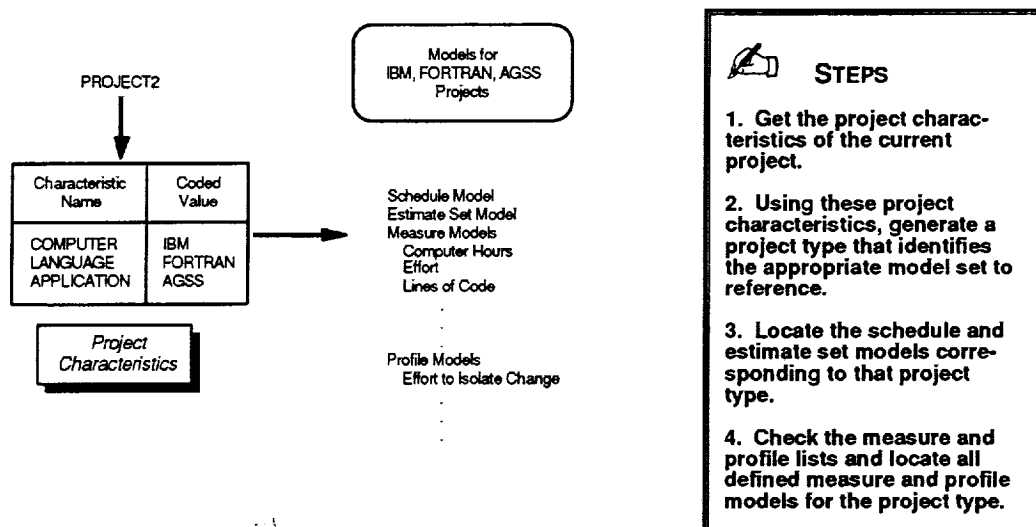 Models for
IBM, FORTRAN, AGSS
Projects
PROJECT2
Characteristic
Name
Coded
Value
COMPUTER
LANGUAGE
APPLICATION
IBM
FORTRAN
AGSS
Project
Characteristics
Schedule Model
Estimate Set Model
Measure Models
Computer Hours
Effort
Lines of Code
.
.
.
Profile Models
Effort to Isolate Change
.
.
.
STEPS
1. Get the project charac-
teristics of the current
project.
2. Using these project
characteristics, generate a
project type that identifies
the appropriate model set to
reference.
3. Locate the schedule and
estimate set models corre-
sponding to that project
type.
4. Check the measure and
profile lists and locate all
defined measure and profile
models for the project type.